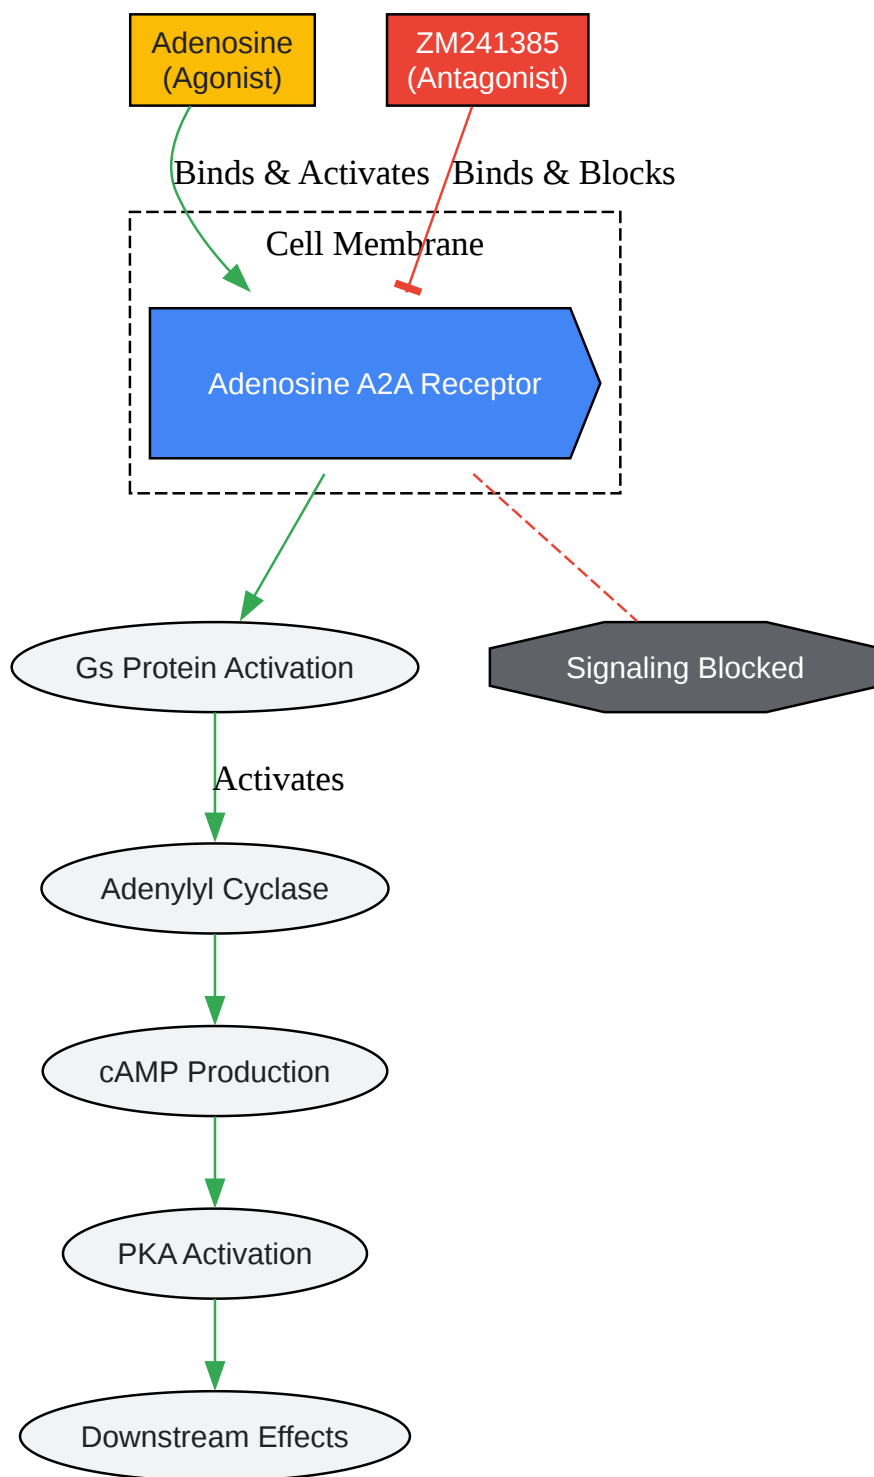 Adenosine
(Agonist)
ZM241385
(Antagonist)
Binds & Activates
Binds & Blocks
Cell Membrane
Adenosine A2A Receptor
Gs Protein Activation
Signaling Blocked
Activates
Adenylyl Cyclase
cAMP Production
PKA Activation
Downstream Effects